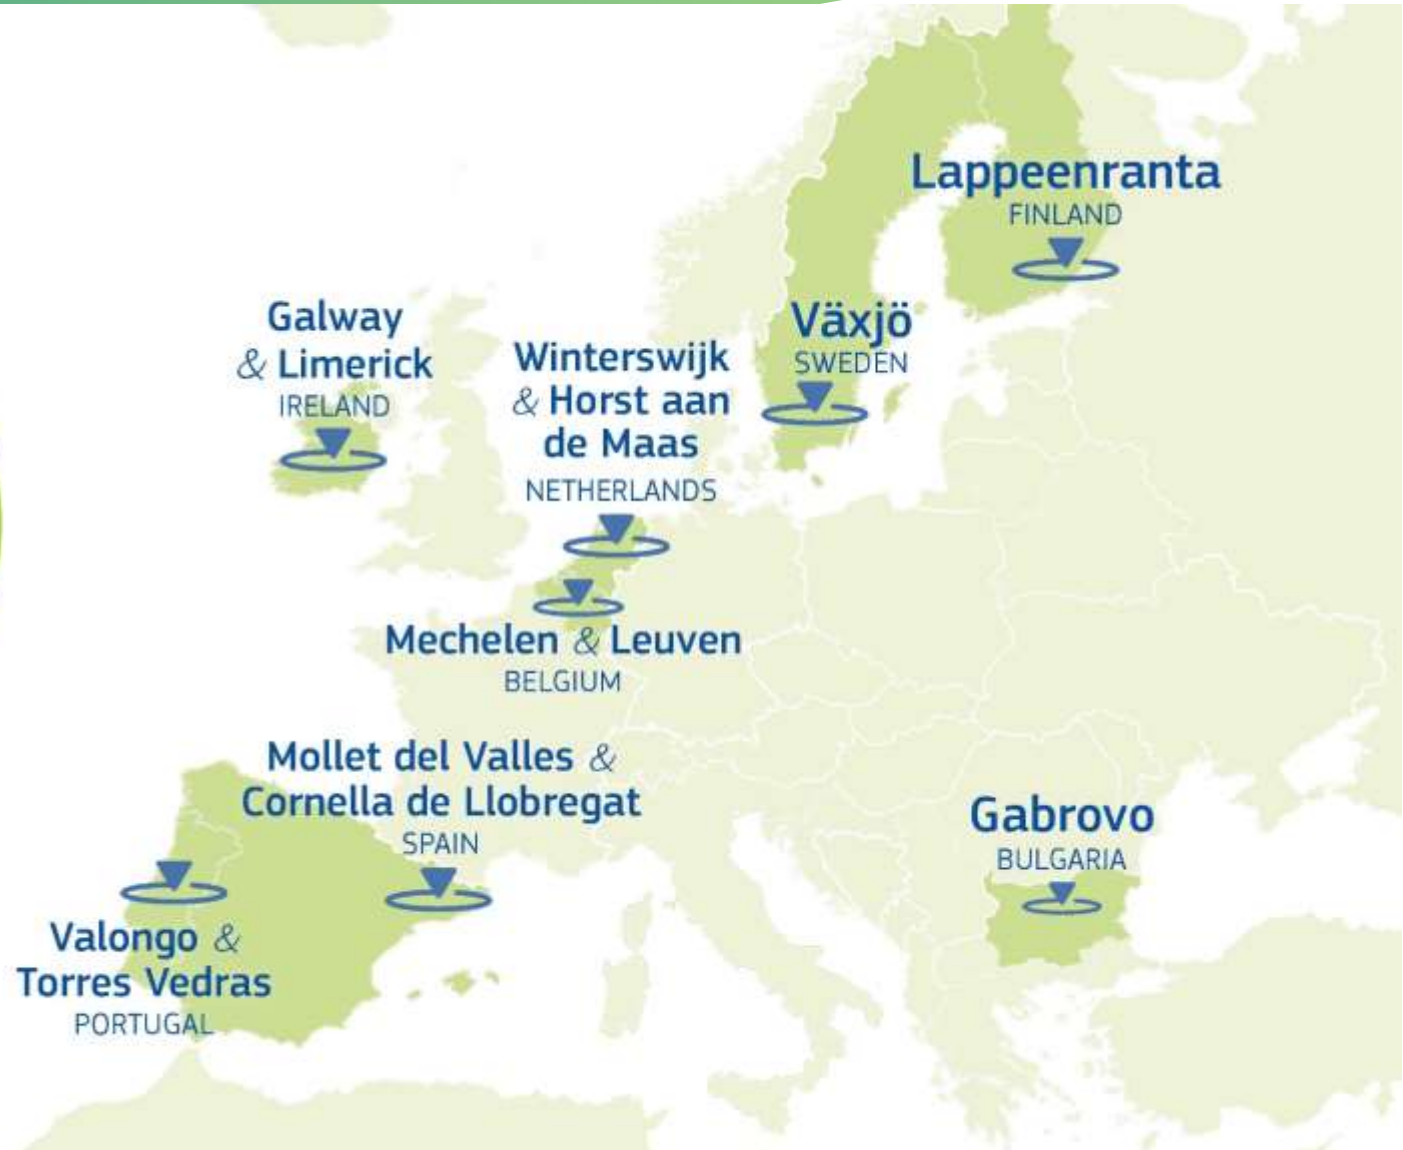 Lappeenranta
FINLAND
Växjö
SWEDEN
Galway
& Limerick
IRELAND
Winterswijk
& Horst aan
de Maas
NETHERLANDS
Mechelen & Leuven
BELGIUM
Mollet del Valles &
Cornella de Llobregat
SPAIN
Gabrovo
BULGARIA
Valongo &
Torres Vedras
PORTUGAL